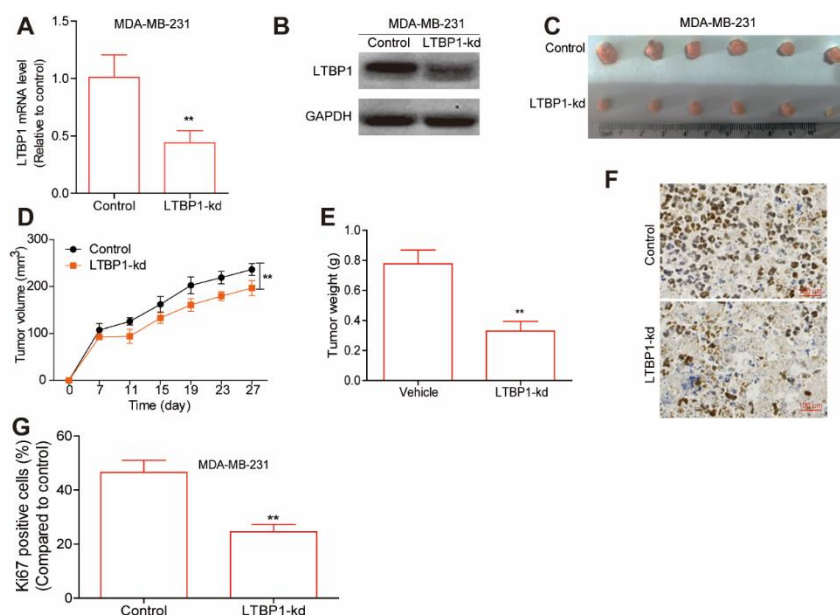 A
MDA-MB-231
LTBP1 mRNA level
(Relative to control)
1.5
1.0
0.5
0.0
**
Control
LTBP1-kd
B
MDA-MB-231
Control LTBP1-kd
LTBP1
GAPDH
C
MDA-MB-231
Control
LTBP1-kd
D
Tumor volume (mm³)
300
200
100
0
Control
LTBP1-kd
**
0 7 11 15 19 23 27
Time (day)
E
Tumor weight (g)
1.0
0.8
0.6
0.4
0.2
0.0
**
Vehicle
LTBP1-kd
F
Control
LTBP1-kd
100 μm
G
Ki67 positive cells (%)
(Compared to control)
60
40
20
0
MDA-MB-231
**
Control
LTBP1-kd